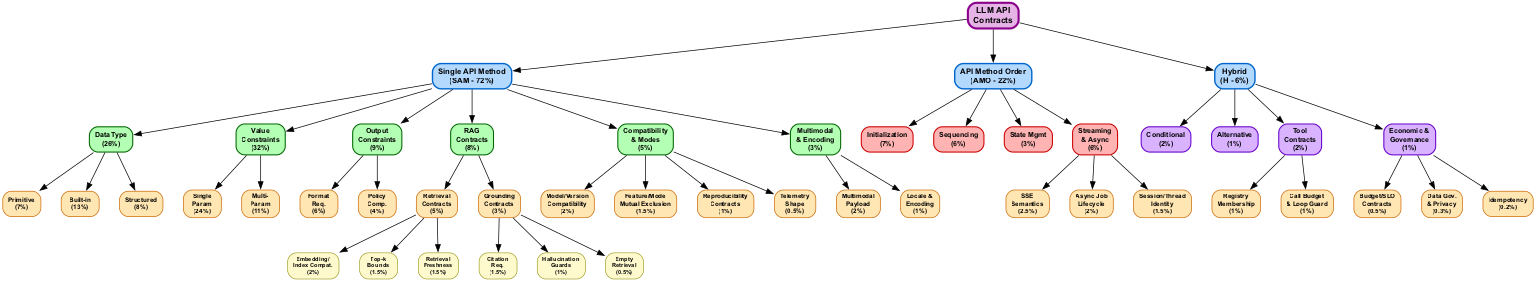 LLM API
Contracts
Single API Method
(SAM - 72%)
API Method Order
(AMO - 22%)
Hybrid
(H - 6%)
Data Type
(26%)
Value
Constraints
(32%)
Output
Constraints
(9%)
RAG
Contracts
(8%)
Compatibility
& Modes
(5%)
Multimodal
& Encoding
(3%)
Initialization
(7%)
Sequencing
(6%)
State Mgmt
(3%)
Streaming
& Async
(6%)
Conditional
(2%)
Alternative
(1%)
Tool
Contracts
(2%)
Economic &
Governance
(1%)
Primitive
(7%)
Built-in
(13%)
Structured
(8%)
Single
Param
(24%)
Multi-
Param
(11%)
Format
Req.
(6%)
Policy
Comp.
(4%)
Retrieval
Contracts
(5%)
Grounding
Contracts
(3%)
Model/Version
Compatibility
(2%)
Feature/Mode
Mutual Exclusion
(1.5%)
Reproducibility
Contracts
(1%)
Telemetry
Shape
(0.5%)
Multimodal
Payload
(2%)
Locale &
Encoding
(1%)
SSE
Semantics
(2.5%)
Async Job
Lifecycle
(2%)
Session/Thread
Identity
(1.5%)
Registry
Membership
(1%)
Call Budget
& Loop Guard
(1%)
Budget/SLO
Contracts
(0.5%)
Data Gov.
& Privacy
(0.3%)
Idempotency
(0.2%)
Embedding/
Index Compat.
(2%)
Top-k
Bounds
(1.5%)
Retrieval
Freshness
(1.5%)
Citation
Req.
(1.5%)
Hallucination
Guards
(1%)
Empty
Retrieval
(0.5%)